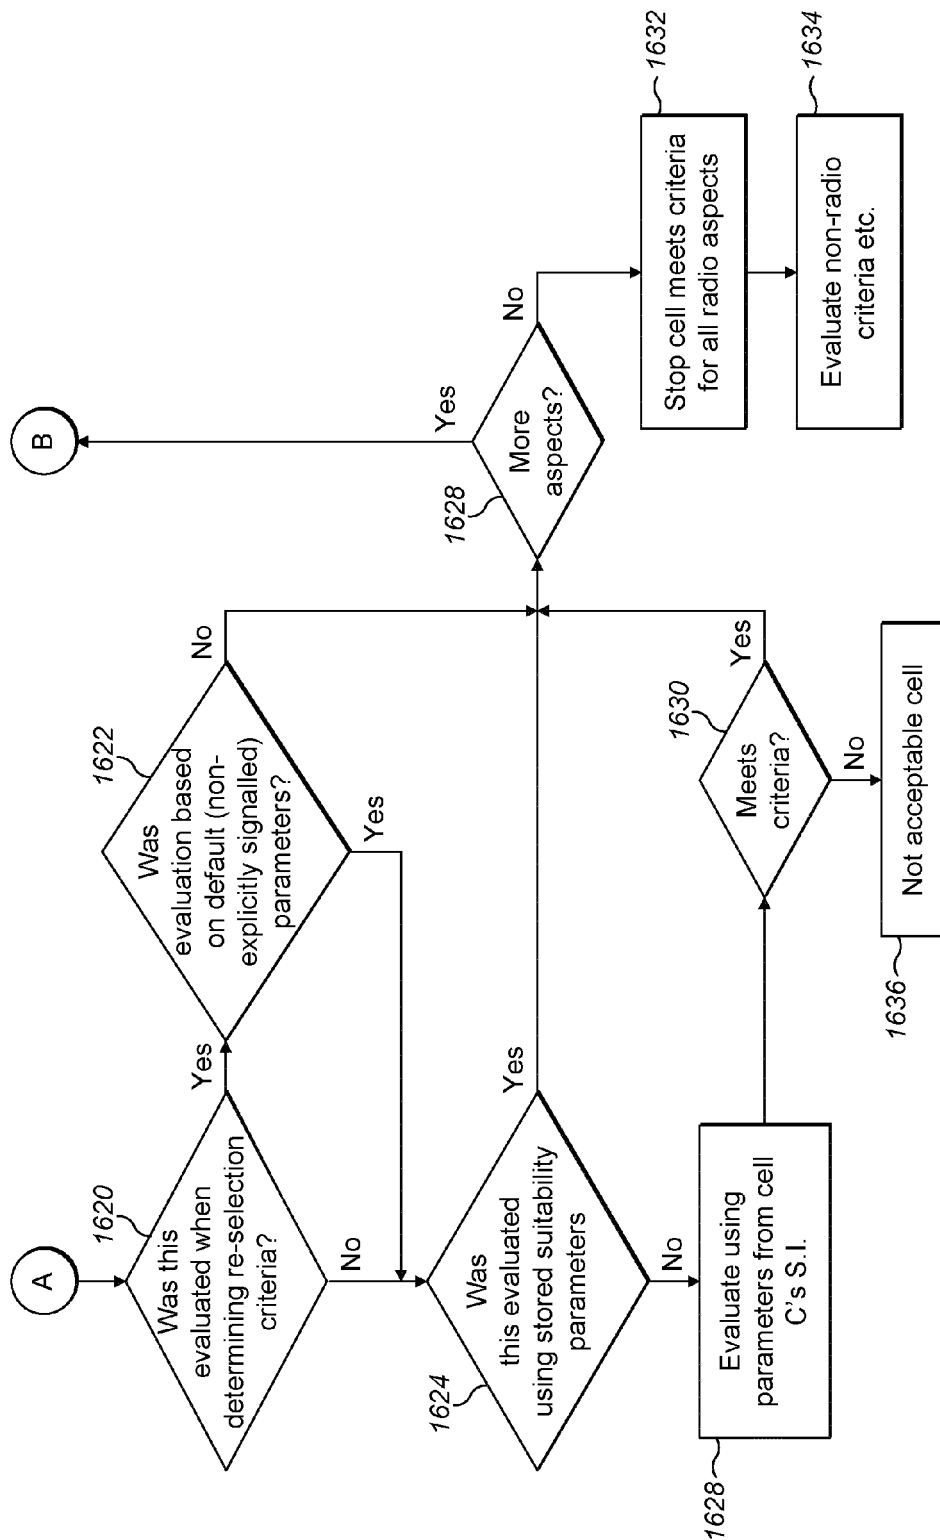 A
1620
Was this
evaluated when
determining re-selection
criteria?
Yes
No
1622
Was
evaluation based
on default (non-
explicitly signalled)
parameters?
No
Yes
1624
Was
this evaluated
using stored suitability
parameters
Yes
No
1628
Evaluate using
parameters from cell
C's S.I.
1630
Meets
criteria?
Yes
No
1636
Not acceptable cell
B
1628
More
aspects?
Yes
No
1632
Stop cell meets criteria
for all radio aspects
1634
Evaluate non-radio
criteria etc.